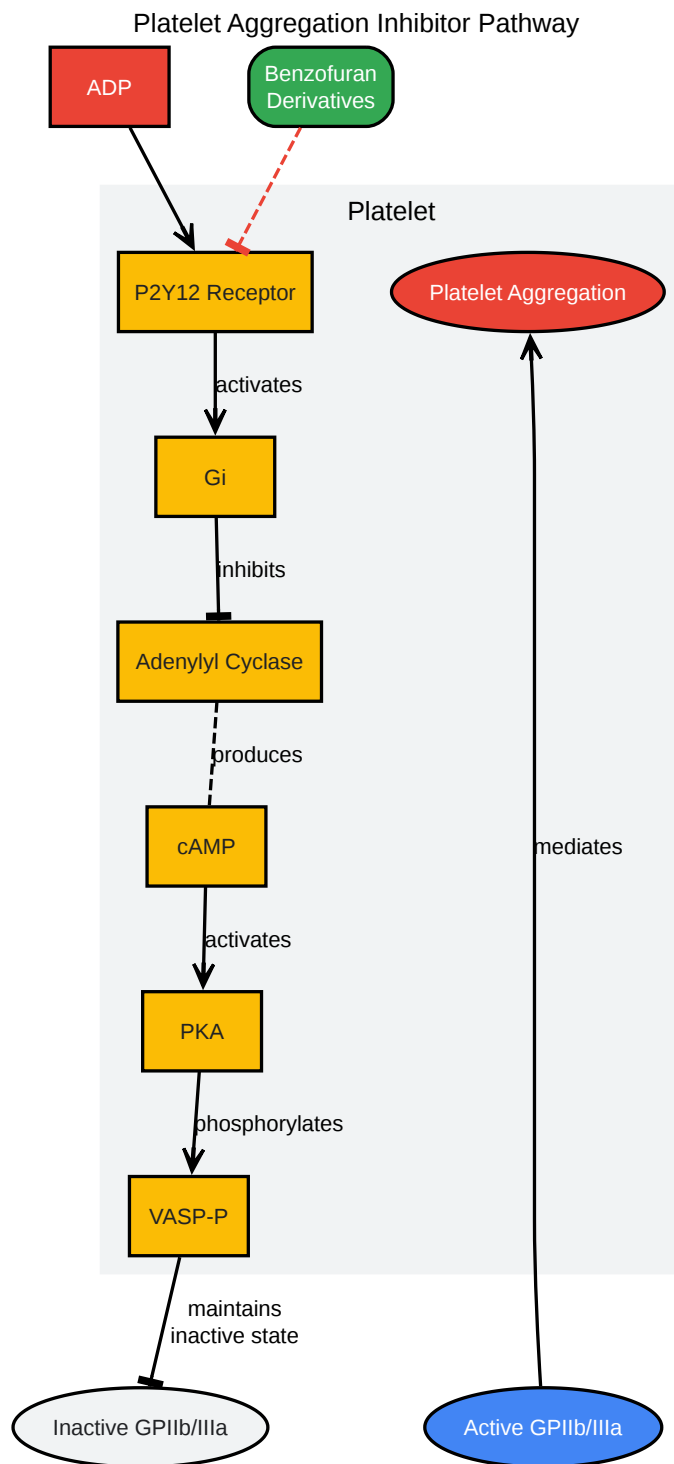 Platelet Aggregation Inhibitor Pathway
ADP
Benzofuran
Derivatives
Platelet
P2Y12 Receptor
Platelet Aggregation
activates
Gi
inhibits
Adenylyl Cyclase
produces
cAMP
mediates
activates
PKA
phosphorylates
VASP-P
maintains
inactive state
Inactive GPIIb/IIIa
Active GPIIb/IIIa